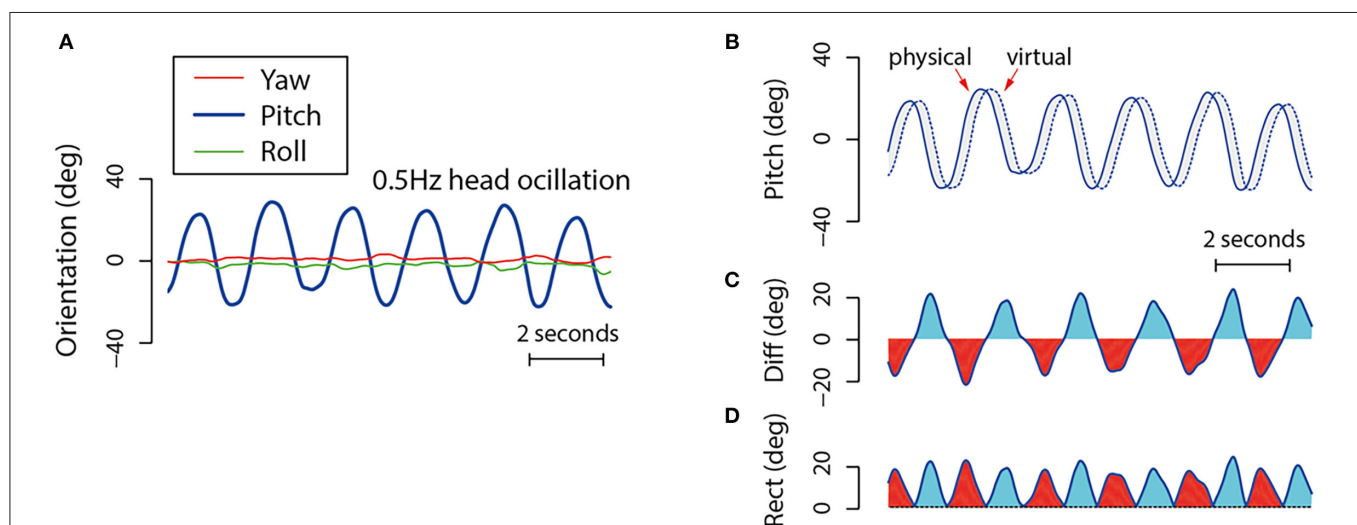 A
Yaw
Pitch
Roll
Orientation (deg)
40
0
−40
0.5Hz head ocillation
2 seconds
B
physical virtual
Pitch (deg)
40
0
−40
2 seconds
C
Diff (deg)
20
0
−20
D
Rect (deg)
20
0